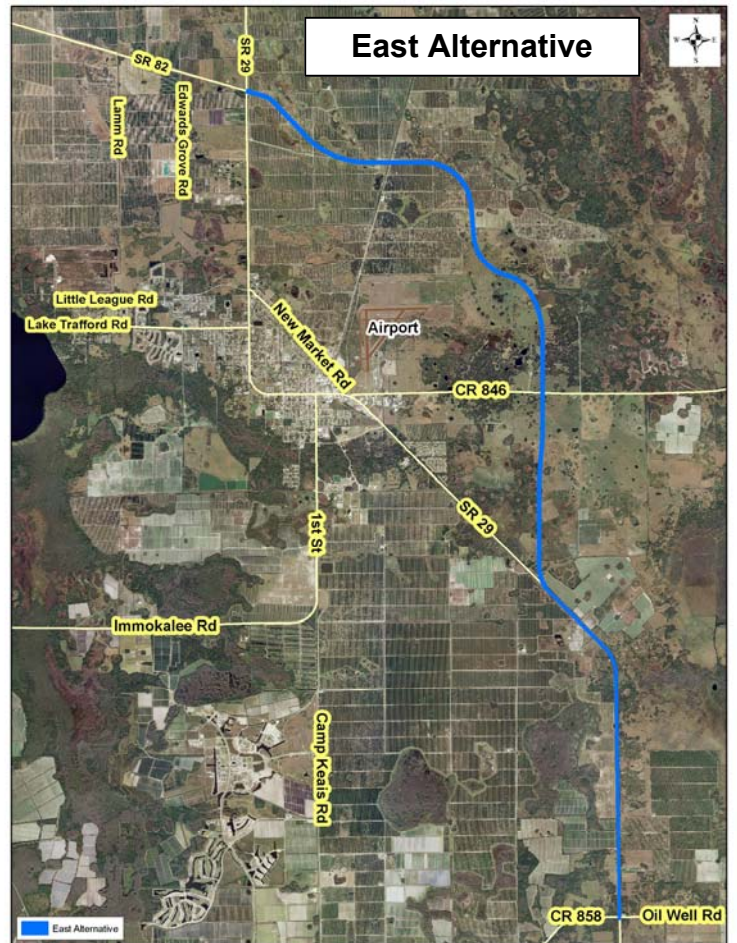 East Alternative
N
W E
S
SR 82
SR 29
Lamm Rd
Edwards Grove Rd
Little League Rd
Lake Trafford Rd
New Market Rd
Airport
CR 846
SR 29
1st St
Immokalee Rd
Camp Keais Rd
CR 858
Oil Well Rd
East Alternative